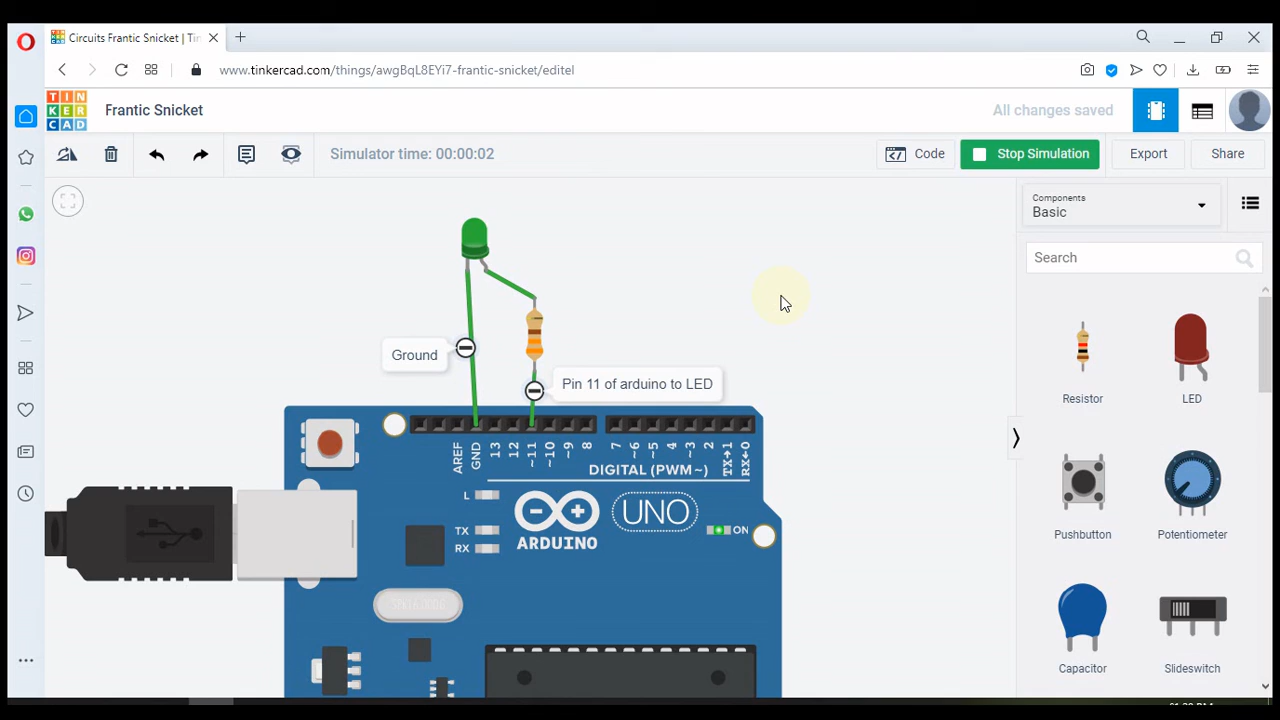 Circuits Frantic Snicket | Tin
www.tinkercad.com/things/awgBqL8EYi7-frantic-snicket/editel
TIN
KER
CAD
Frantic Snicket
All changes saved
Simulator time: 00:00:02
Code
Stop Simulation
Export
Share
Components
Basic
Search
Ground
Pin 11 of arduino to LED
Resistor
LED
AREF
GND
13
12
~11
~10
~9
8
7
~6
~5
4
~3
2
TX→1
RX←0
DIGITAL (PWM~)
L
TX
RX
ARDUINO
UNO
ON
Pushbutton
Potentiometer
Capacitor
Slideswitch